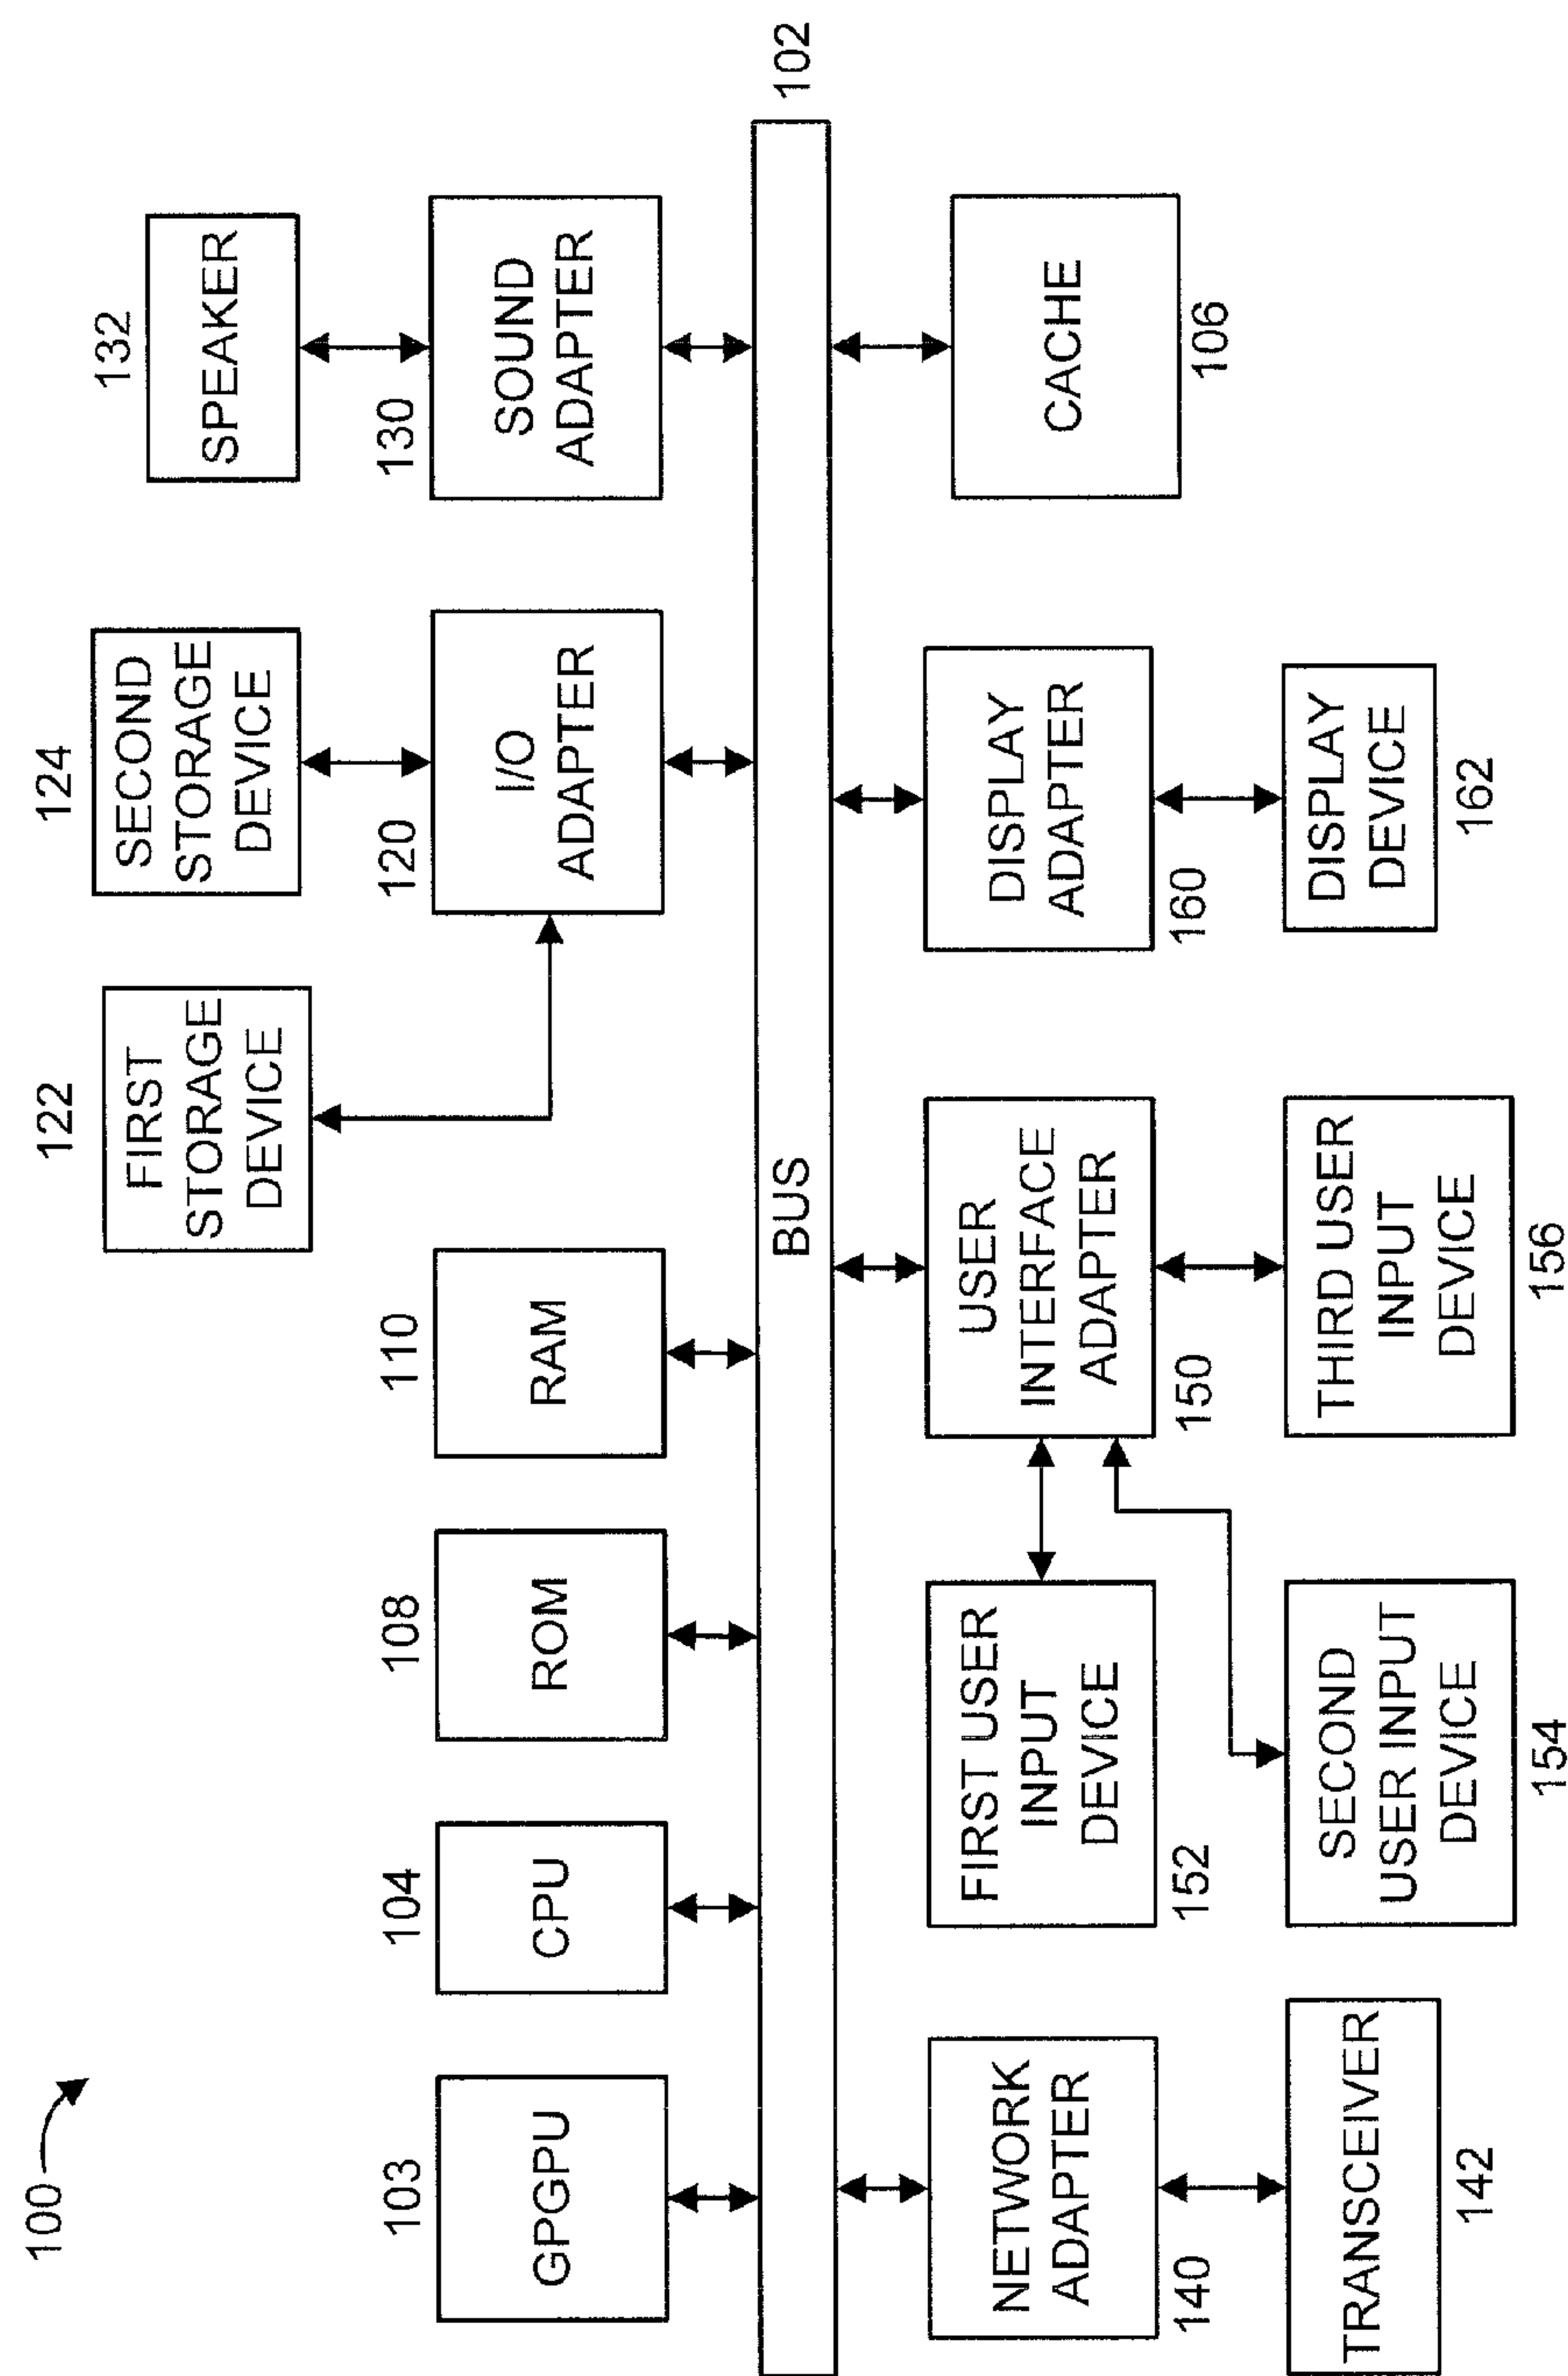 100
103
GPGPU
104
CPU
108
ROM
110
RAM
122
FIRST
STORAGE
DEVICE
124
SECOND
STORAGE
DEVICE
120
I/O
ADAPTER
132
SPEAKER
130
SOUND
ADAPTER
BUS
102
NETWORK
ADAPTER
140
TRANSCEIVER
142
FIRST USER
INPUT
DEVICE
152
SECOND
USER INPUT
DEVICE
154
USER
INTERFACE
ADAPTER
150
THIRD USER
INPUT
DEVICE
156
DISPLAY
ADAPTER
160
DISPLAY
DEVICE
162
CACHE
106